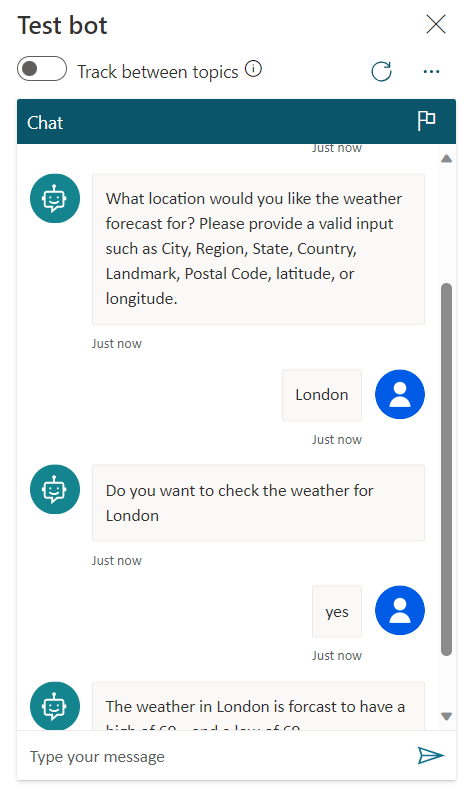 Test bot
Track between topics
Chat
Just now
What location would you like the weather
forecast for? Please provide a valid input
such as City, Region, State, Country,
Landmark, Postal Code, latitude, or
longitude.
Just now
London
Just now
Do you want to check the weather for
London
Just now
yes
Just now
The weather in London is forcast to have a
high of 60 and a low of 60
Type your message